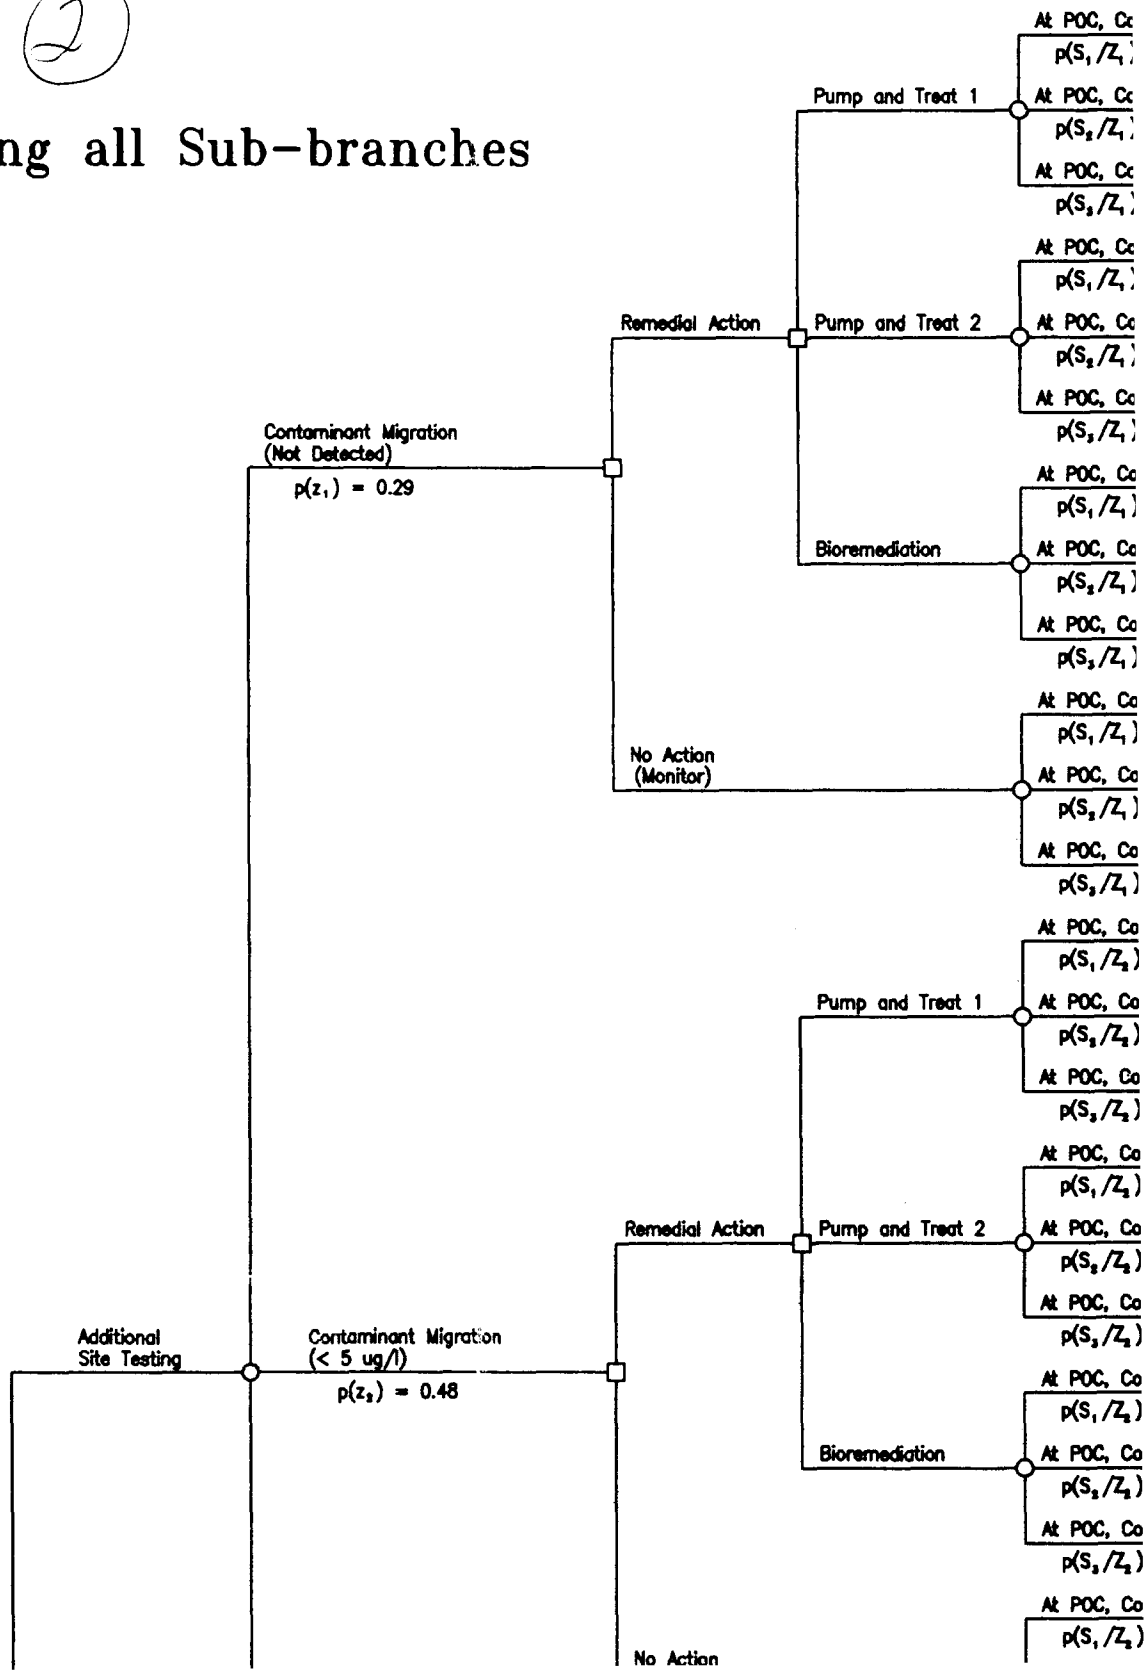 2
ng all Sub-branches
At POC, Co
p(S₁/Z₁)
Pump and Treat 1
At POC, Co
p(S₂/Z₁)
At POC, Co
p(S₃/Z₁)
At POC, Co
p(S₁/Z₁)
Remedial Action
Pump and Treat 2
At POC, Co
p(S₂/Z₁)
At POC, Co
p(S₃/Z₁)
Contaminant Migration
(Not Detected)
p(z₁) = 0.29
At POC, Co
p(S₁/Z₁)
Bioremediation
At POC, Co
p(S₂/Z₁)
At POC, Co
p(S₃/Z₁)
At POC, Co
p(S₁/Z₁)
No Action
(Monitor)
At POC, Co
p(S₂/Z₁)
At POC, Co
p(S₃/Z₁)
At POC, Co
p(S₁/Z₂)
Pump and Treat 1
At POC, Co
p(S₂/Z₂)
At POC, Co
p(S₃/Z₂)
At POC, Co
p(S₁/Z₂)
Remedial Action
Pump and Treat 2
At POC, Co
p(S₂/Z₂)
At POC, Co
p(S₃/Z₂)
Additional
Site Testing
Contaminant Migration
(< 5 ug/l)
p(z₂) = 0.48
At POC, Co
p(S₁/Z₂)
Bioremediation
At POC, Co
p(S₂/Z₂)
At POC, Co
p(S₃/Z₂)
At POC, Co
p(S₁/Z₂)
No Action